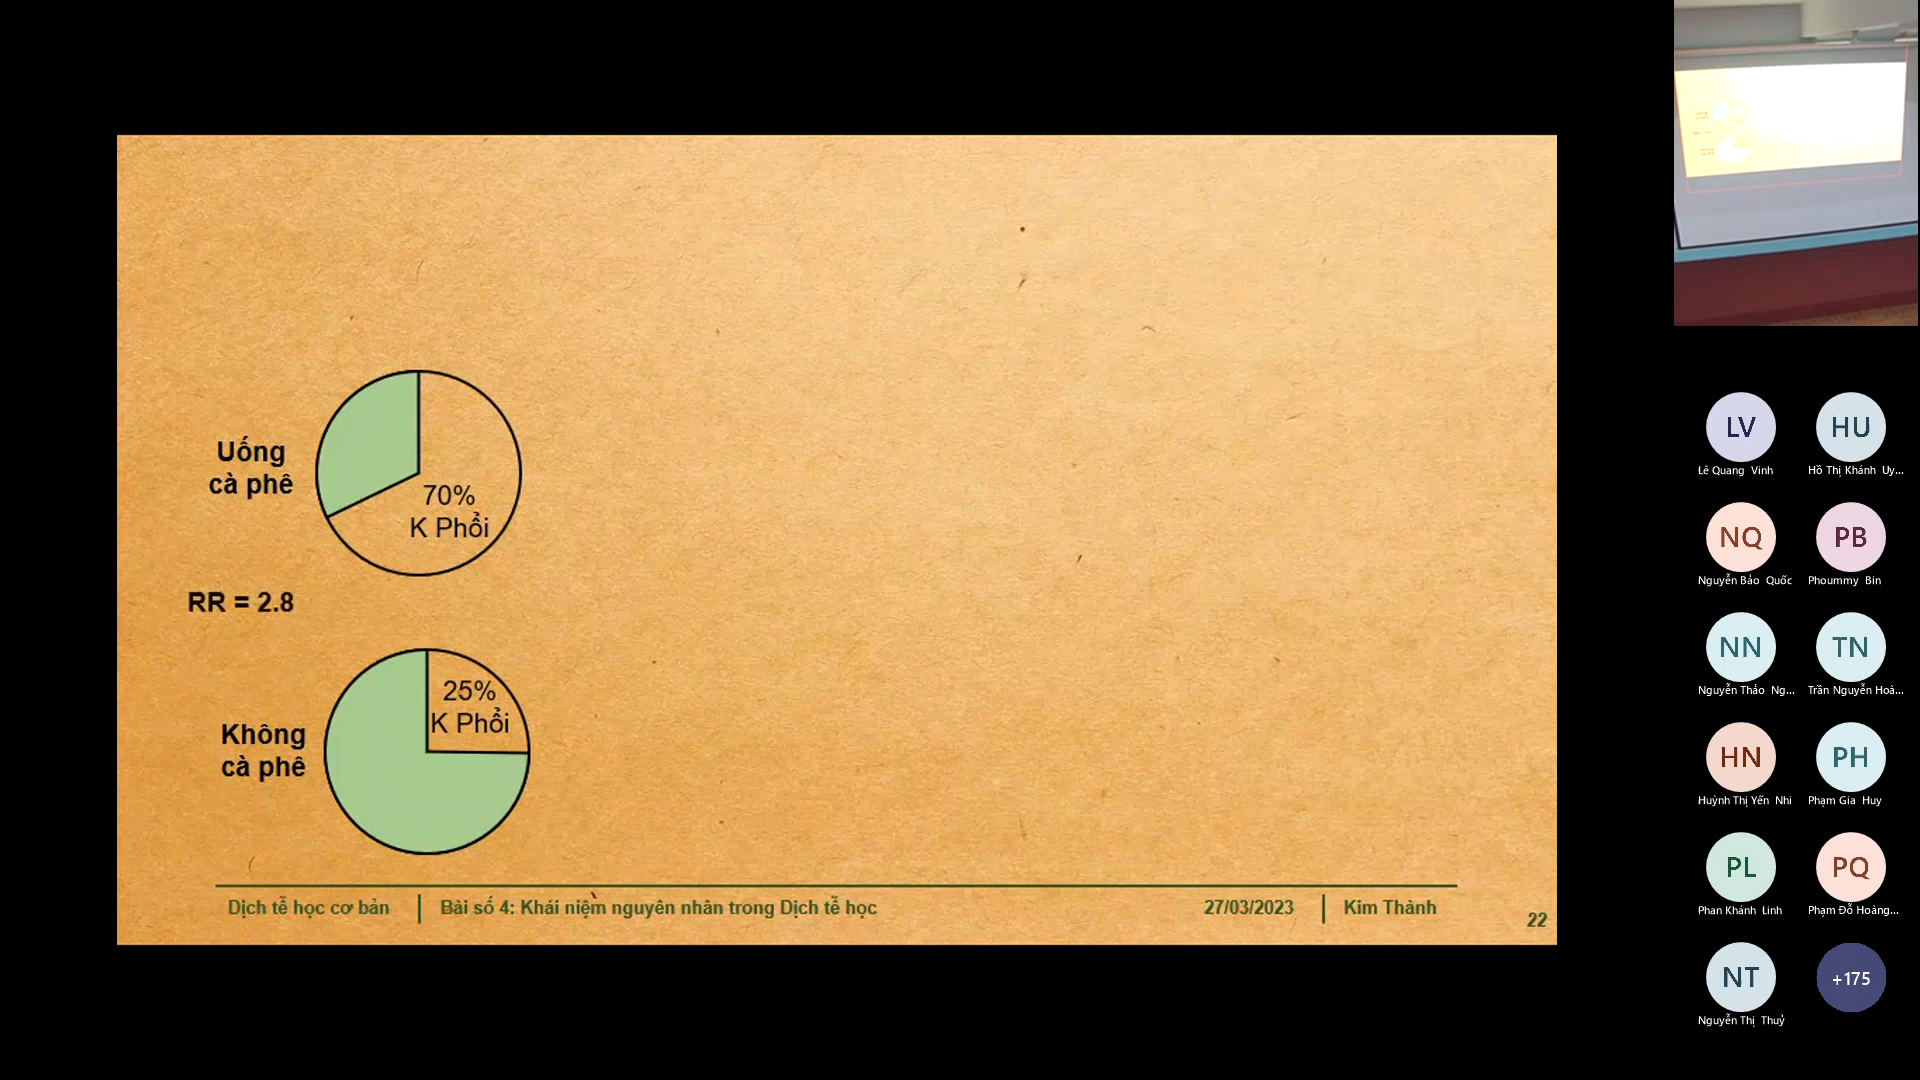 Uống
cà phê
70%
K Phổi
RR = 2.8
25%
K Phổi
Không
cà phê
Dịch tễ học cơ bản
Bài số 4: Khái niệm nguyên nhân trong Dịch tễ học
27/03/2023
Kim Thành
22
LV
Lê Quang Vinh
HU
Hồ Thị Khánh Uy...
NQ
Nguyễn Bảo Quốc
PB
Phoummy Bin
NN
Nguyễn Thảo Ng...
TN
Trần Nguyễn Hoà...
HN
Huỳnh Thị Yến Nhi
PH
Phạm Gia Huy
PL
Phan Khánh Linh
PQ
Phạm Đỗ Hoàng...
NT
Nguyễn Thị Thuỷ
+175